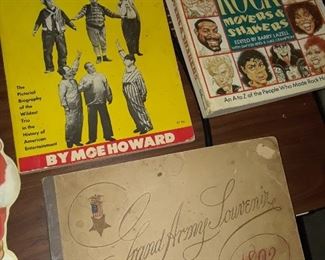 ROCK
MOVERS &
SHAKERS
EDITED BY BARRY LAZELL
An A to Z of the People Who Made Rock H
The Pictorial
Biography of
the Wildest
Trio in
the History of
American
Entertainment
BY MOE HOWARD
Grand Army Souvenir
1892